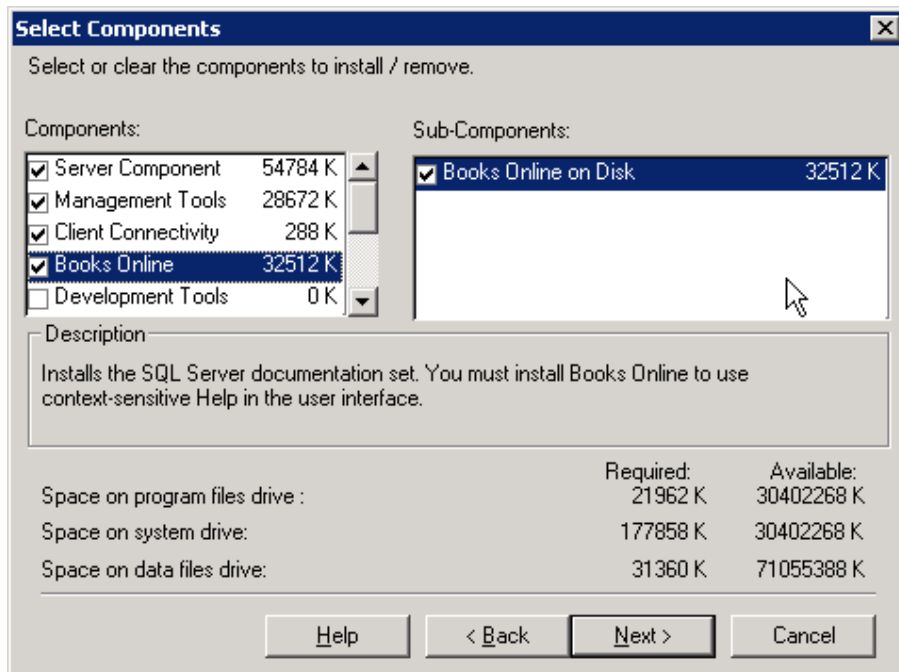 Select Components
Select or clear the components to install / remove.
Components:
Sub-Components:
Server Component 54784 K
Management Tools 28672 K
Client Connectivity 288 K
Books Online 32512 K
Development Tools 0 K
Books Online on Disk 32512 K
Description
Installs the SQL Server documentation set. You must install Books Online to use
context-sensitive Help in the user interface.
Required: Available:
Space on program files drive : 21962 K 30402268 K
Space on system drive: 177858 K 30402268 K
Space on data files drive: 31360 K 71055388 K
Help < Back Next > Cancel